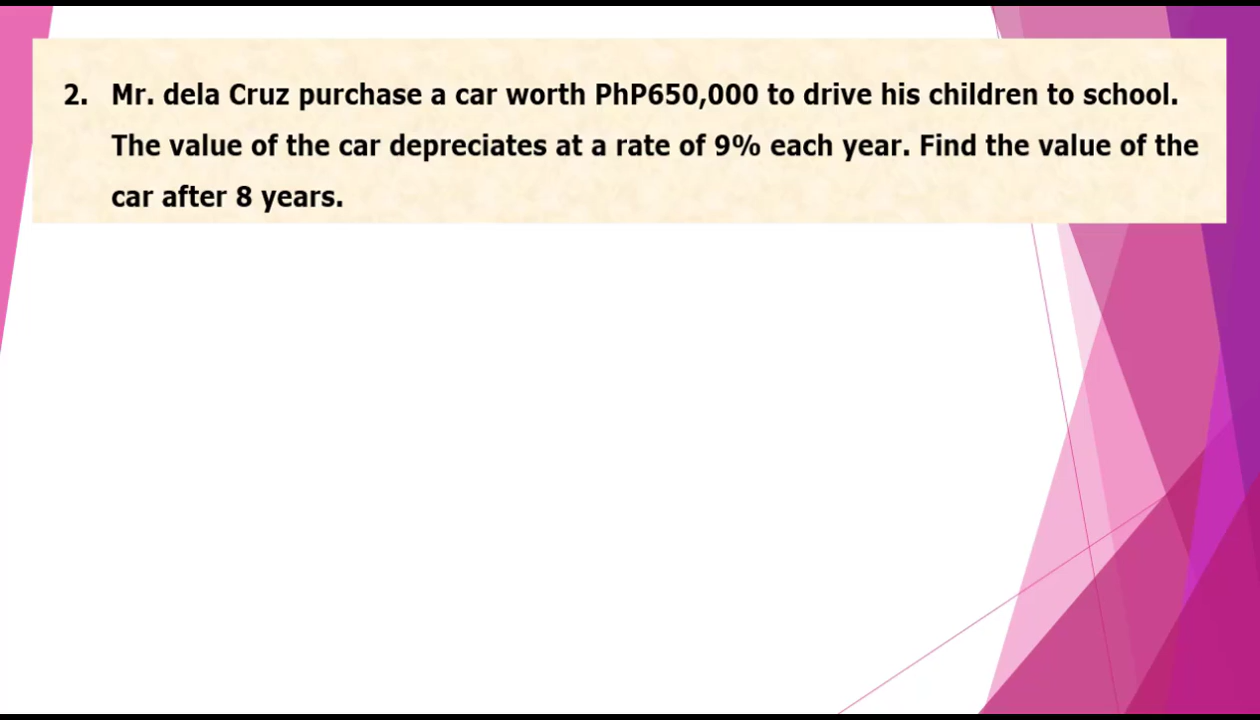 2. Mr. dela Cruz purchase a car worth PhP650,000 to drive his children to school.
The value of the car depreciates at a rate of 9% each year. Find the value of the
car after 8 years.